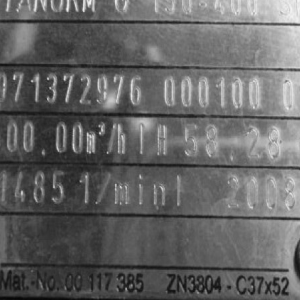 TANORM G 150-400
971372976 000100 0
00.00m³/h H 58.28
1485 1/min 2008
Mat.-No. 00 117 385 ZN3804 - C37x52